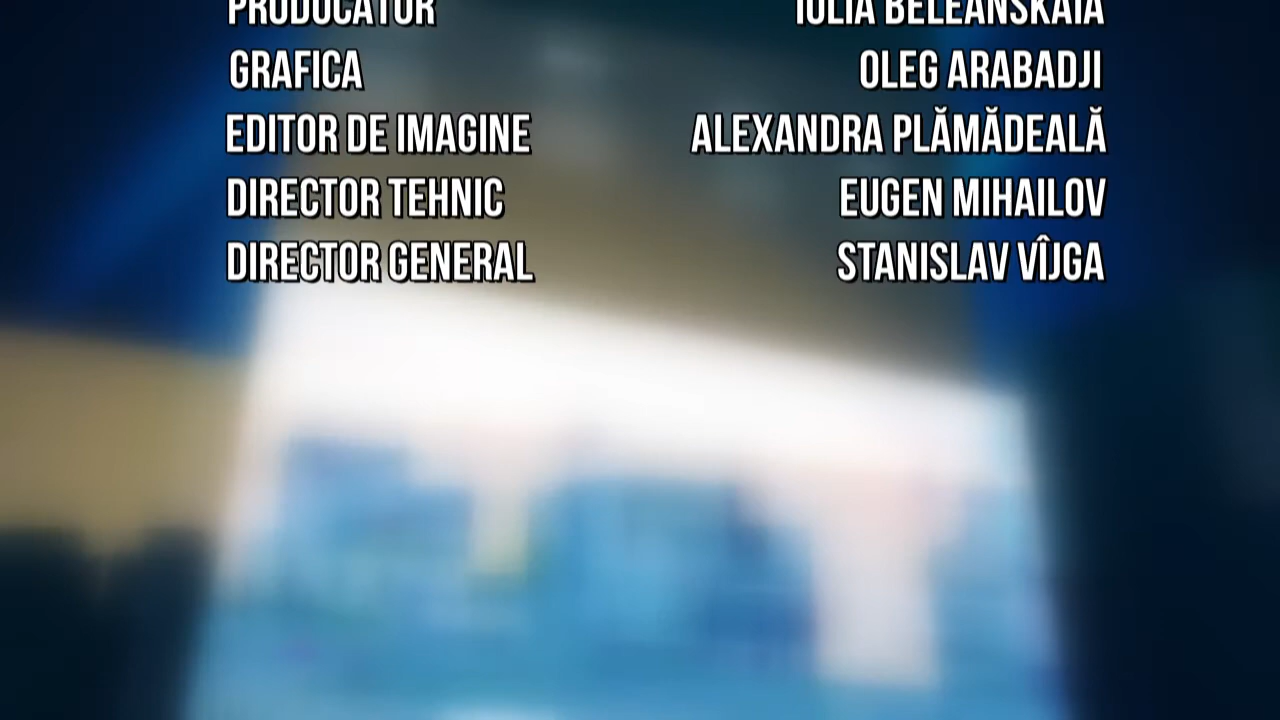 PRODUCĂTOR IULIA BELEANSKAIA
GRAFICA OLEG ARABADJI
EDITOR DE IMAGINE ALEXANDRA PLĂMĂDEALĂ
DIRECTOR TEHNIC EUGEN MIHAILOV
DIRECTOR GENERAL STANISLAV VÎJGA